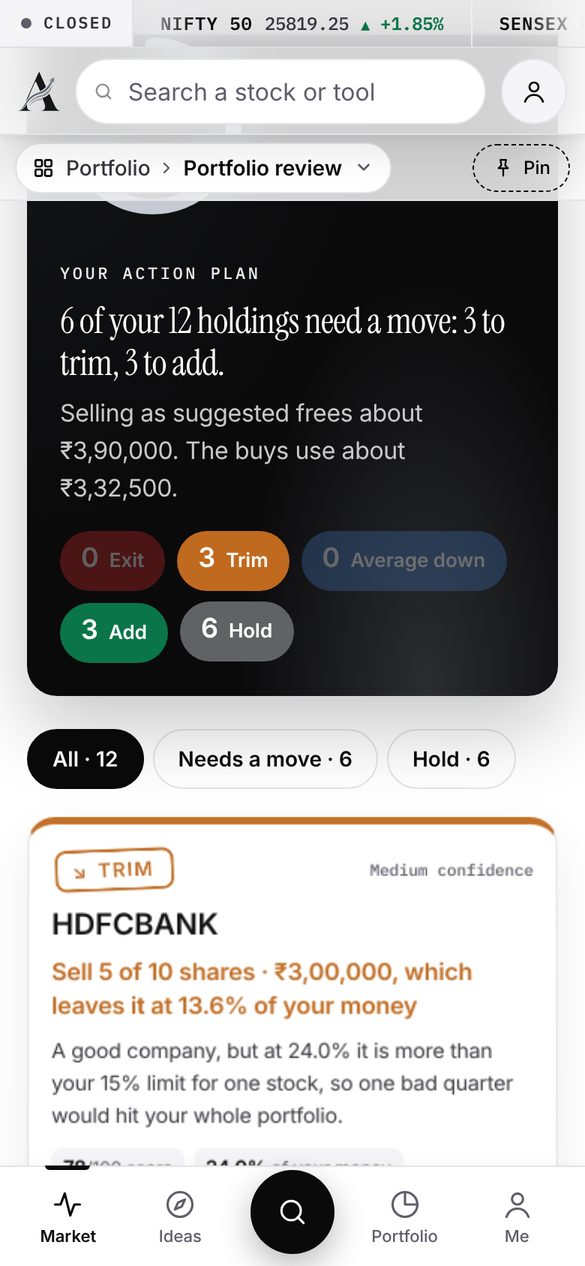 CLOSED NIFTY 50 25819.25 ▲ +1.85% SENSEX
Search a stock or tool
Portfolio › Portfolio review
Pin
YOUR ACTION PLAN
6 of your 12 holdings need a move: 3 to
trim, 3 to add.
Selling as suggested frees about
₹3,90,000. The buys use about
₹3,32,500.
0 Exit 3 Trim 0 Average down
3 Add 6 Hold
All · 12 Needs a move · 6 Hold · 6
↘ TRIM Medium confidence
HDFCBANK
Sell 5 of 10 shares · ₹3,00,000, which
leaves it at 13.6% of your money
A good company, but at 24.0% it is more than
your 15% limit for one stock, so one bad quarter
would hit your whole portfolio.
Market Ideas Portfolio Me